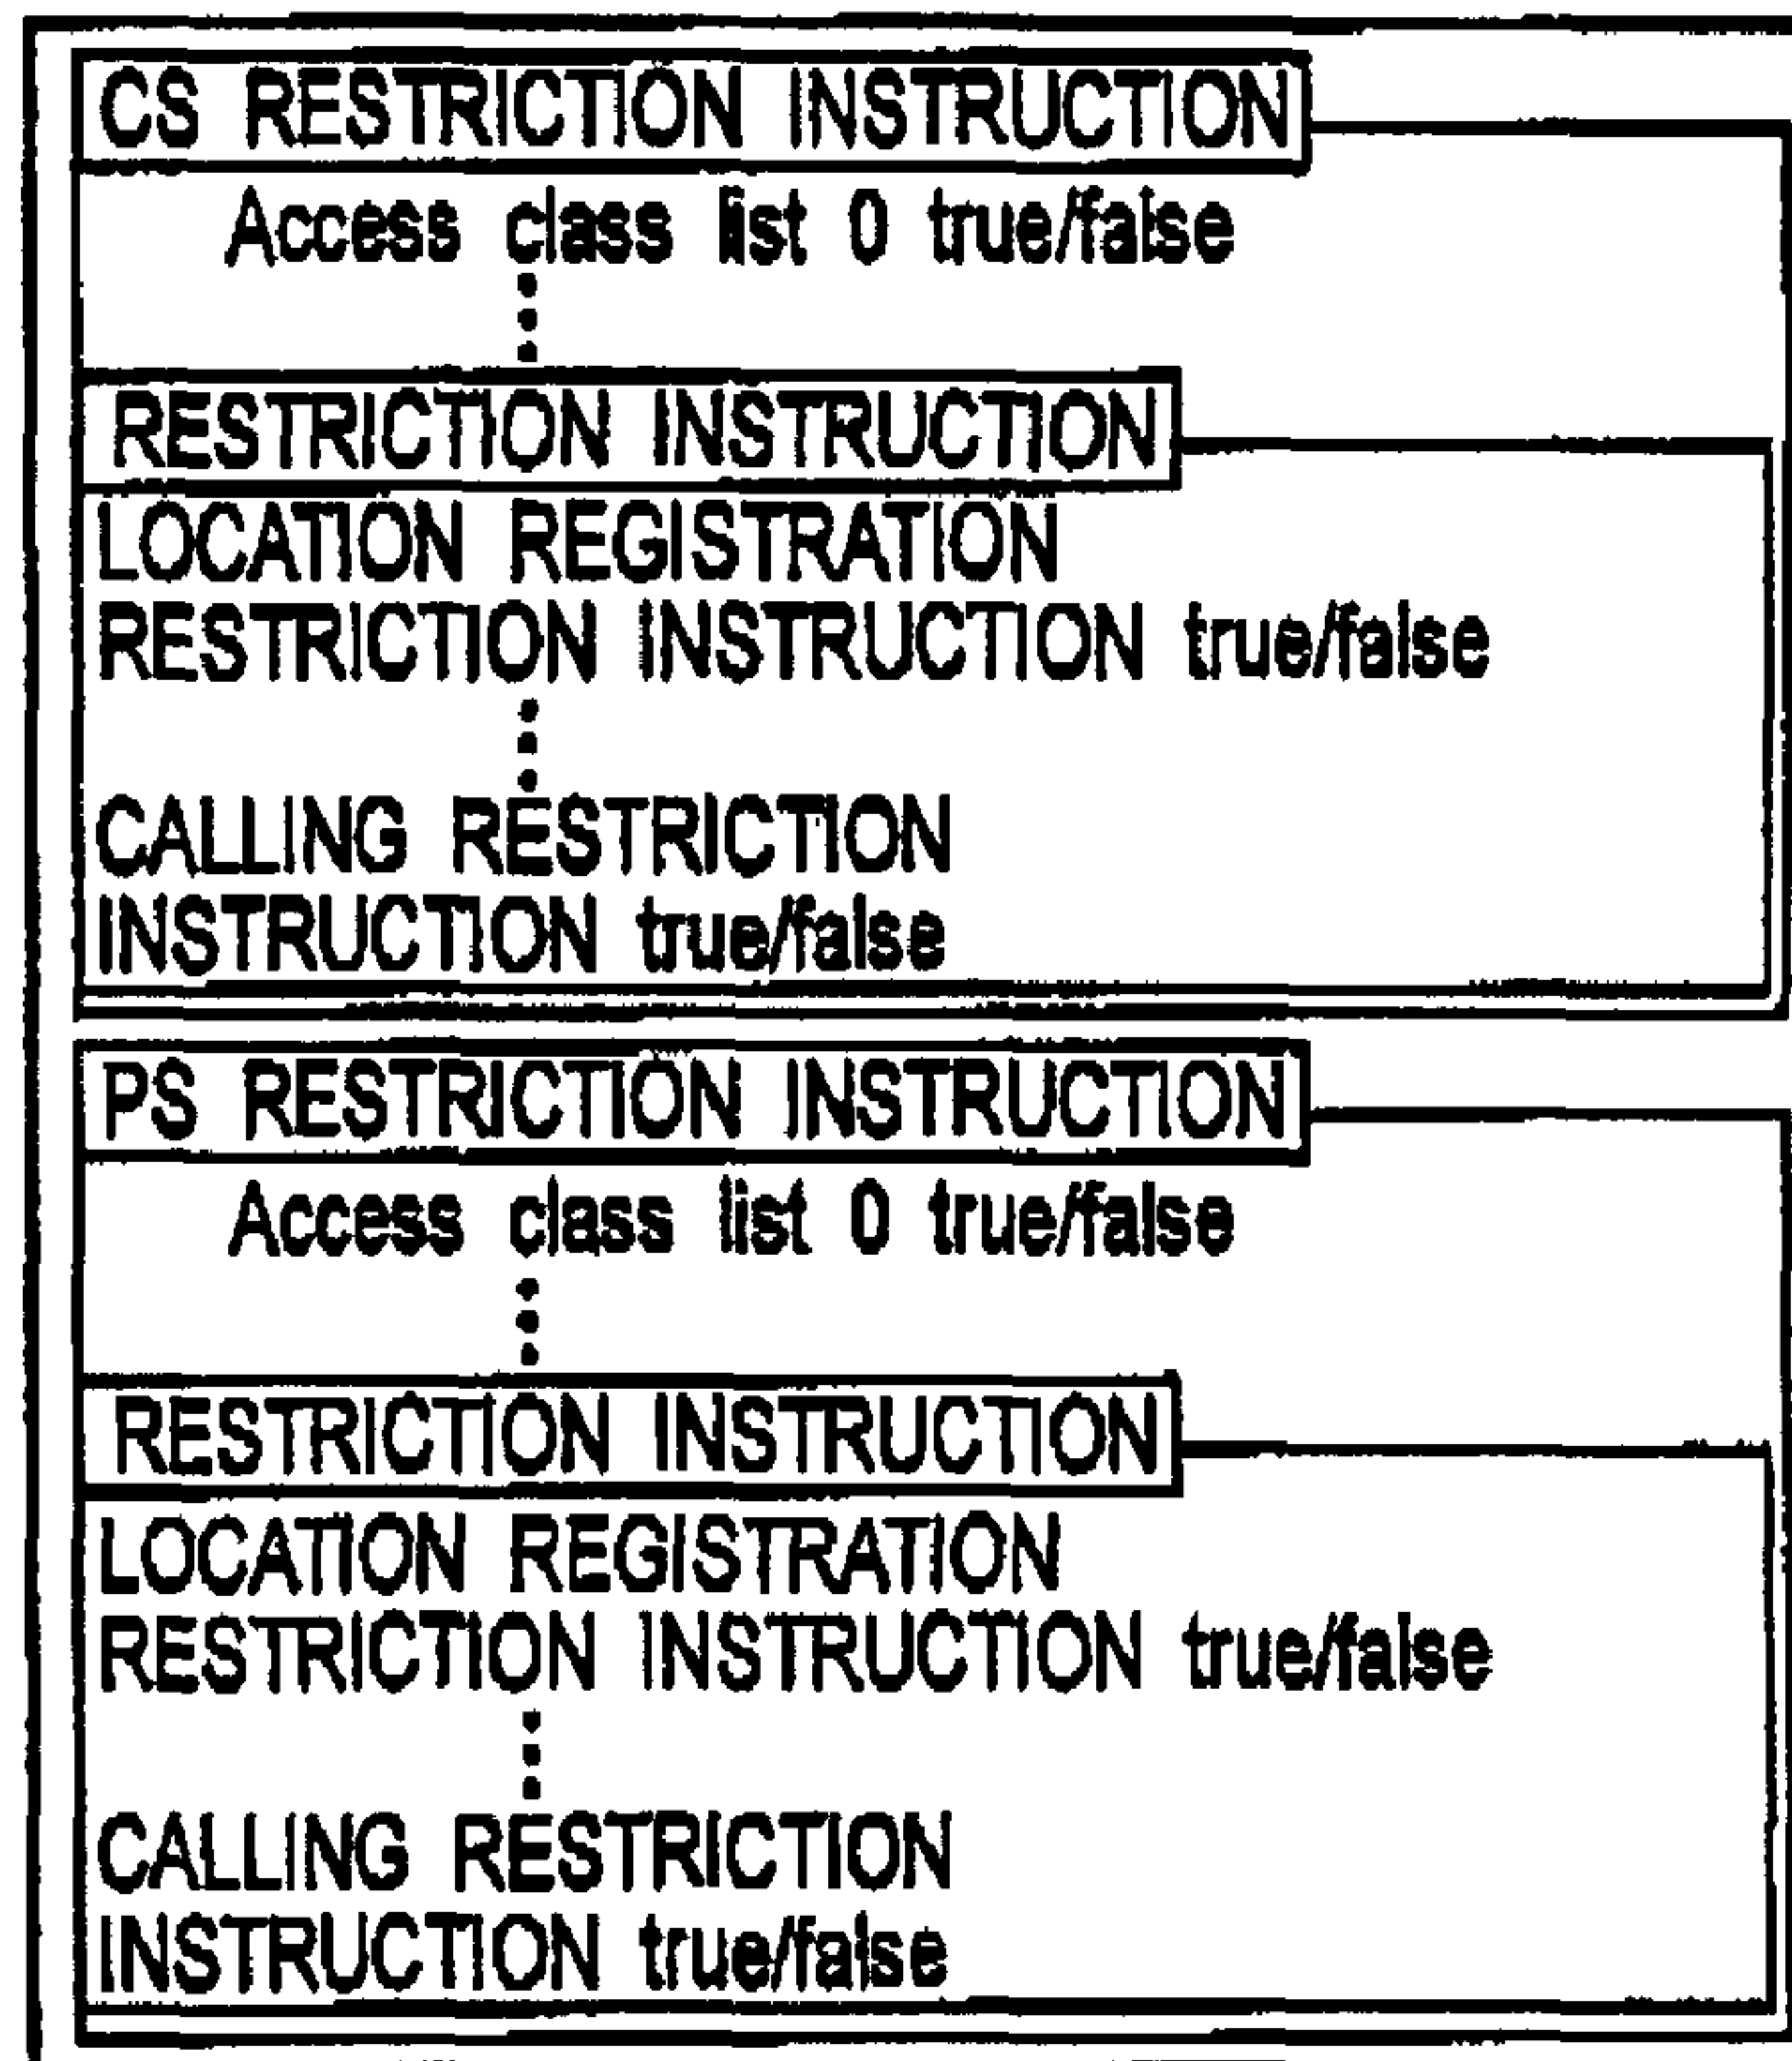 CS RESTRICTION INSTRUCTION
Access class list 0 true/false
RESTRICTION INSTRUCTION
LOCATION REGISTRATION
RESTRICTION INSTRUCTION true/false
CALLING RESTRICTION
INSTRUCTION true/false
PS RESTRICTION INSTRUCTION
Access class list 0 true/false
RESTRICTION INSTRUCTION
LOCATION REGISTRATION
RESTRICTION INSTRUCTION true/false
CALLING RESTRICTION
INSTRUCTION true/false